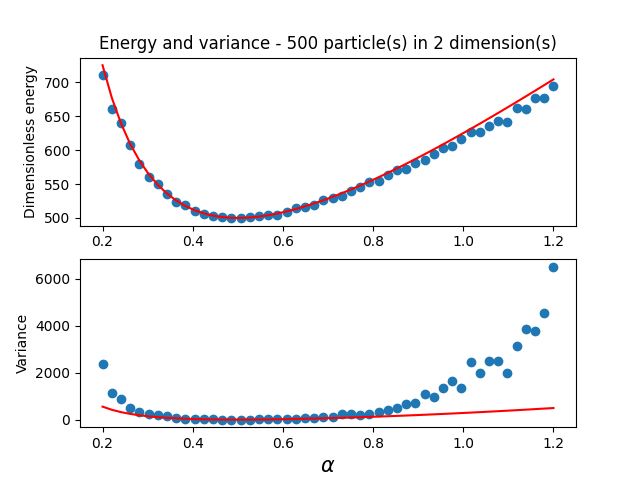 Energy and variance - 500 particle(s) in 2 dimension(s)
Dimensionless energy
700
650
600
550
500
0.2 0.4 0.6 0.8 1.0 1.2
Variance
6000
4000
2000
0
0.2 0.4 0.6 0.8 1.0 1.2
α